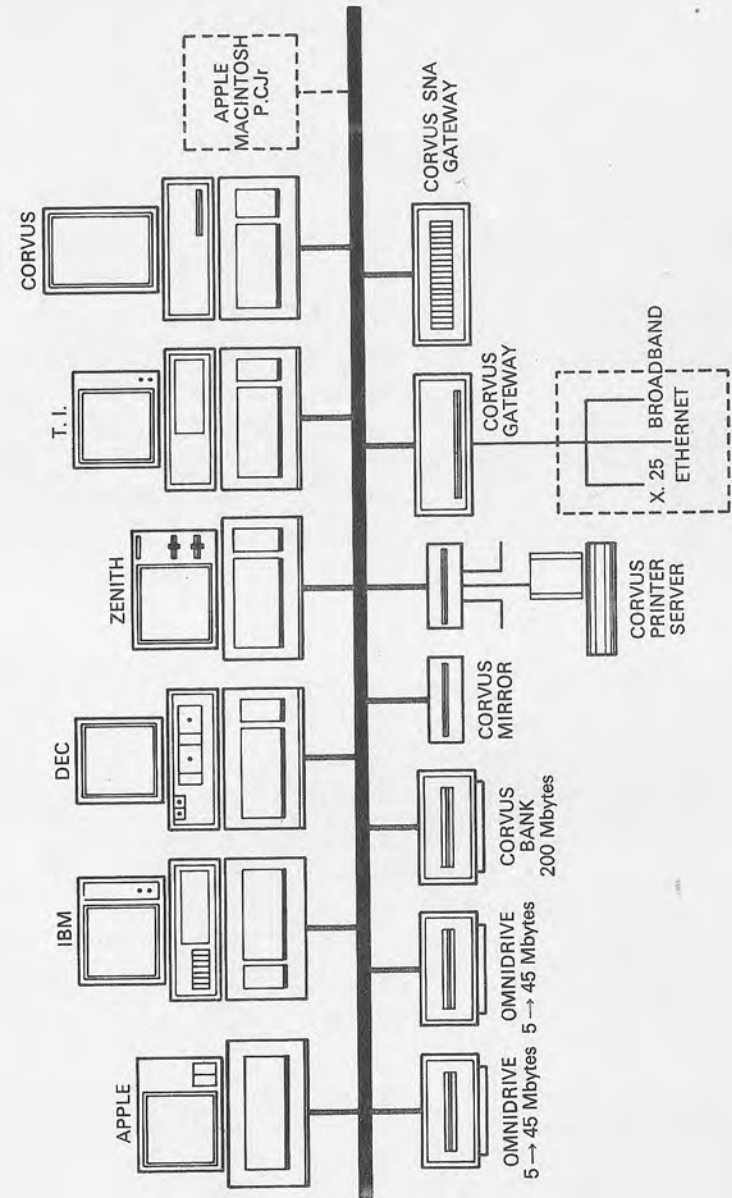 APPLE
IBM
DEC
ZENITH
T. I.
CORVUS
APPLE
MACINTOSH
P.CJr
OMNIDRIVE
5 → 45 Mbytes
OMNIDRIVE
5 → 45 Mbytes
CORVUS
BANK
200 Mbytes
CORVUS
MIRROR
CORVUS
PRINTER
SERVER
CORVUS
GATEWAY
X. 25
ETHERNET
BROADBAND
CORVUS SNA
GATEWAY